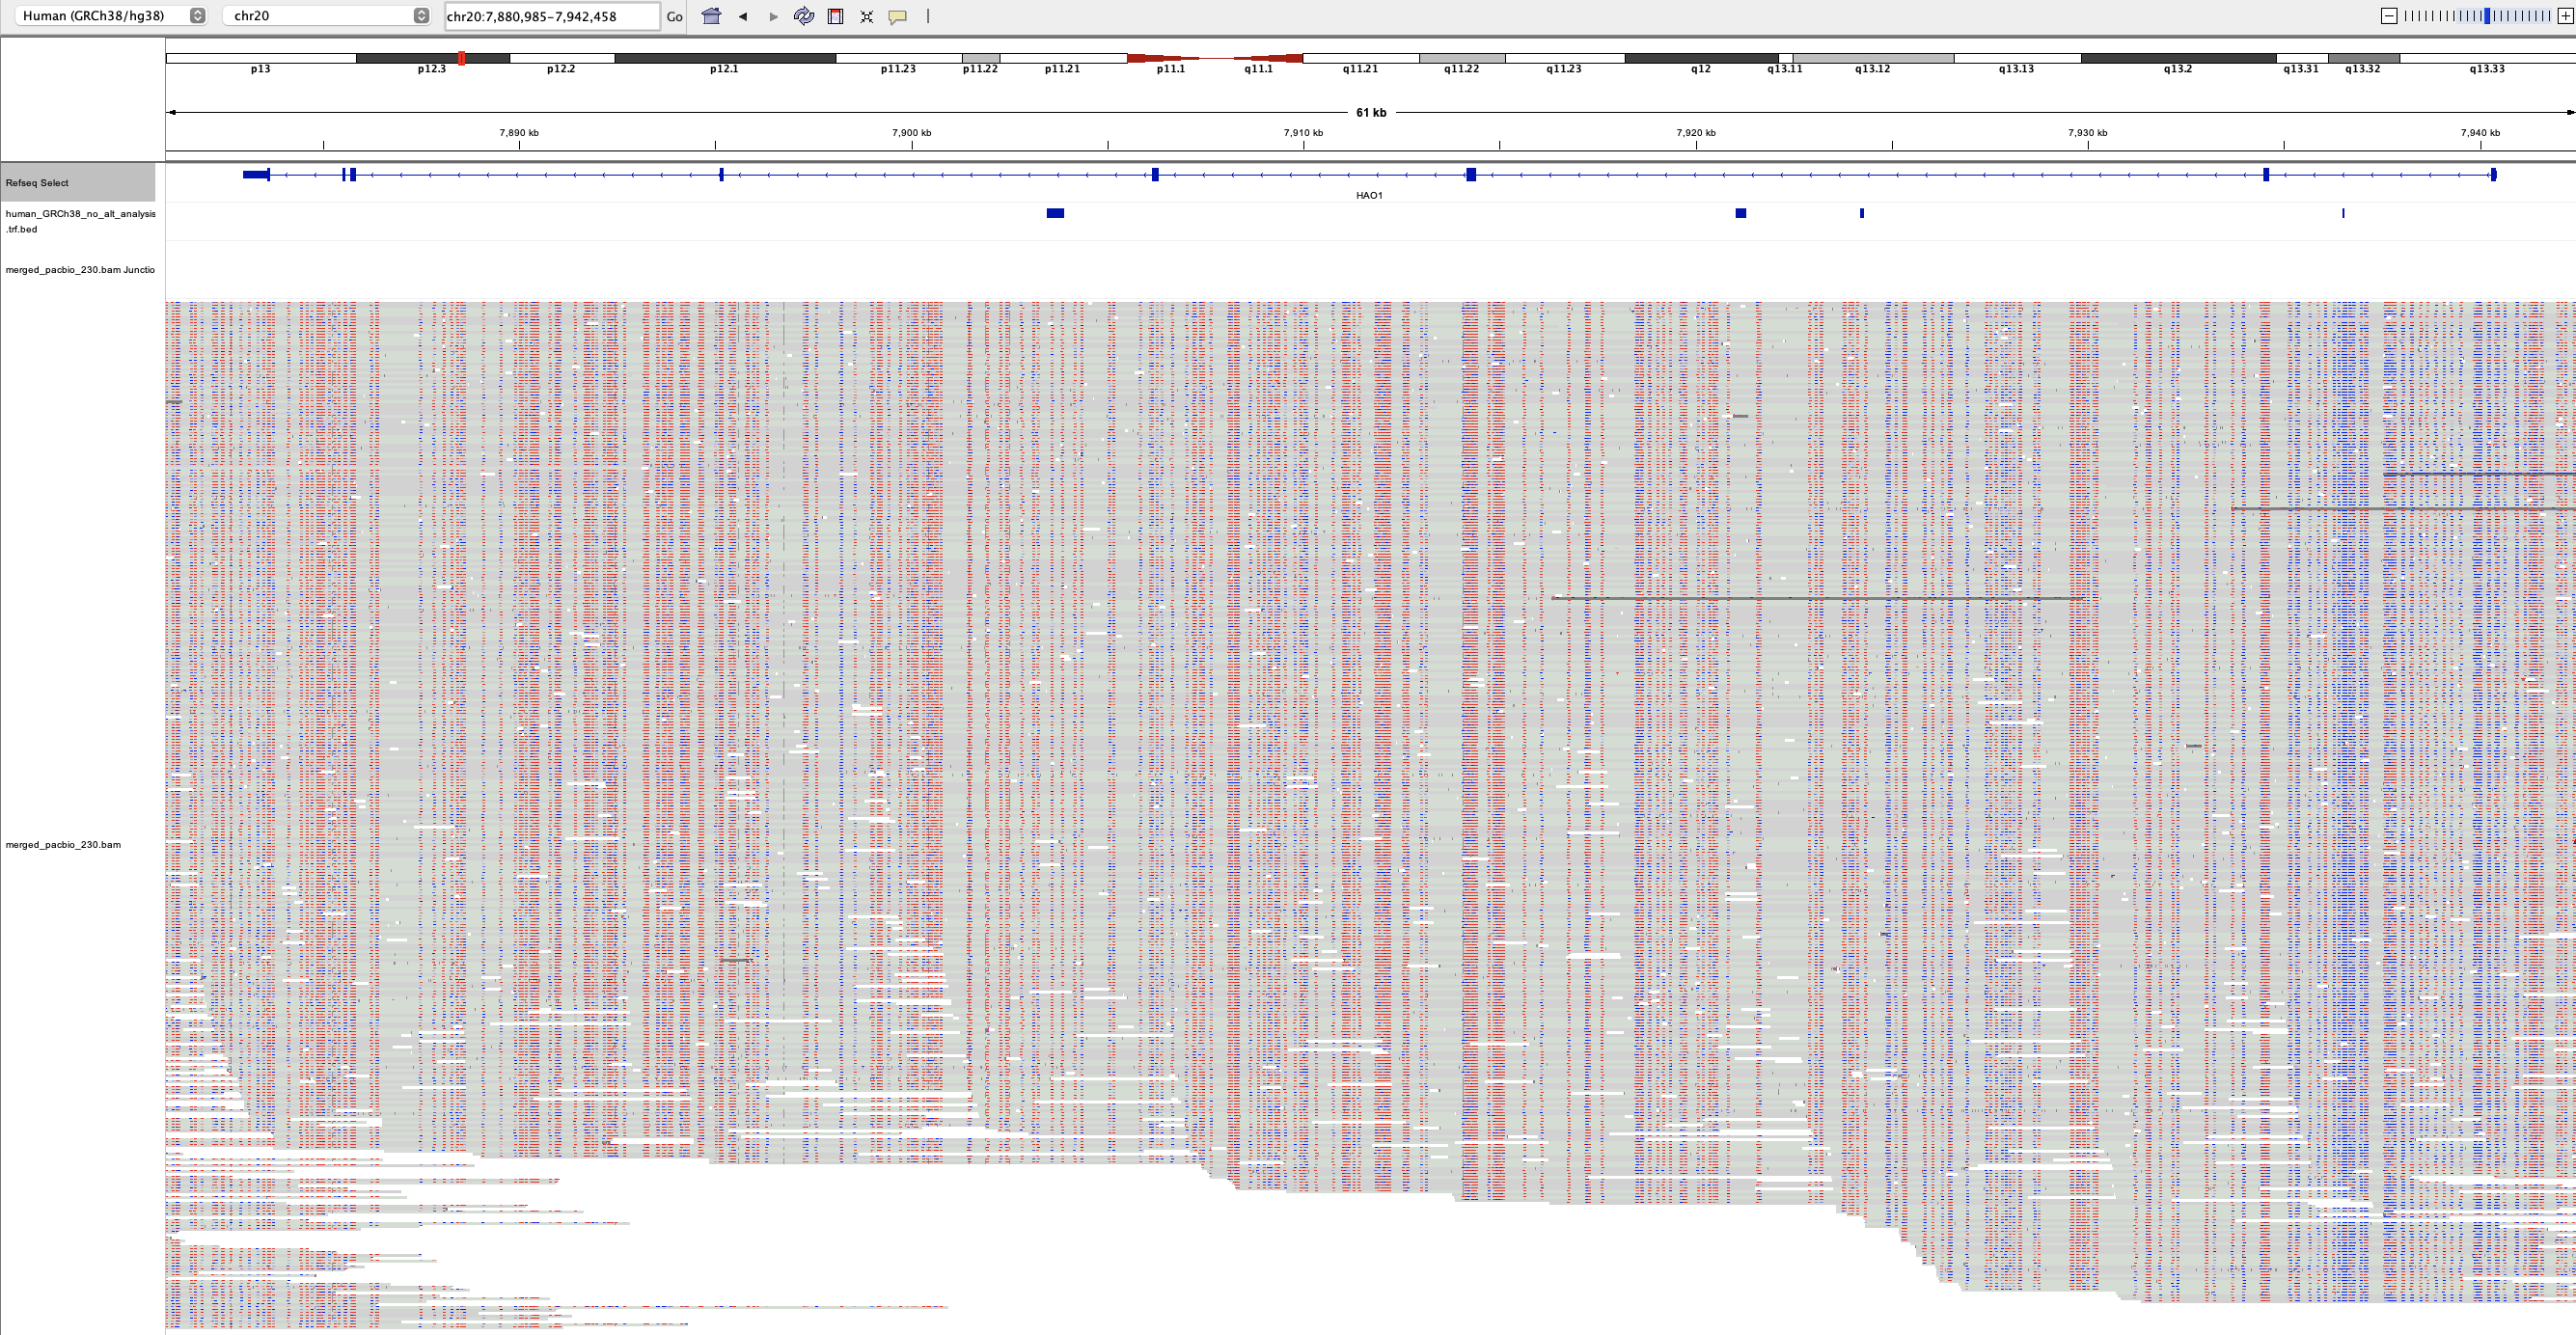 Human (GRCh38/hg38) chr20 chr20:7,880,985-7,942,458 Go
p13 p12.3 p12.2 p12.1 p11.23 p11.22 p11.21 p11.1 q11.1 q11.21 q11.22 q11.23 q12 q13.11 q13.12 q13.13 q13.2 q13.31 q13.32 q13.33
61 kb
7,890 kb 7,900 kb 7,910 kb 7,920 kb 7,930 kb 7,940 kb
Refseq Select
HAO1
human_GRCh38_no_alt_analysis
.trf.bed
merged_pacbio_230.bam Junctio
merged_pacbio_230.bam